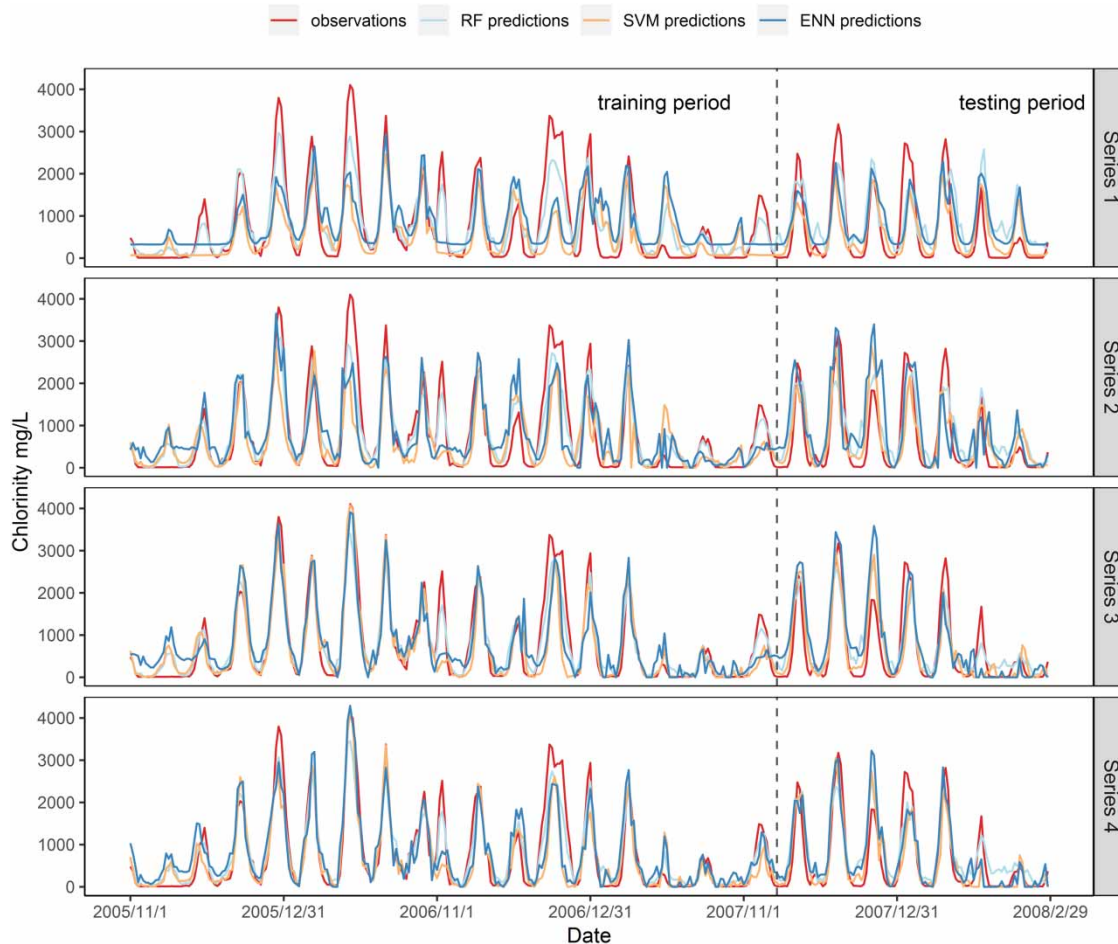 observations RF predictions SVM predictions ENN predictions
training period testing period
4000
3000
2000
1000
0
Series 1
4000
3000
2000
1000
0
Series 2
4000
3000
2000
1000
0
Series 3
4000
3000
2000
1000
0
Series 4
Chlorinity mg/L
2005/11/1 2005/12/31 2006/11/1 2006/12/31 2007/11/1 2007/12/31 2008/2/29
Date